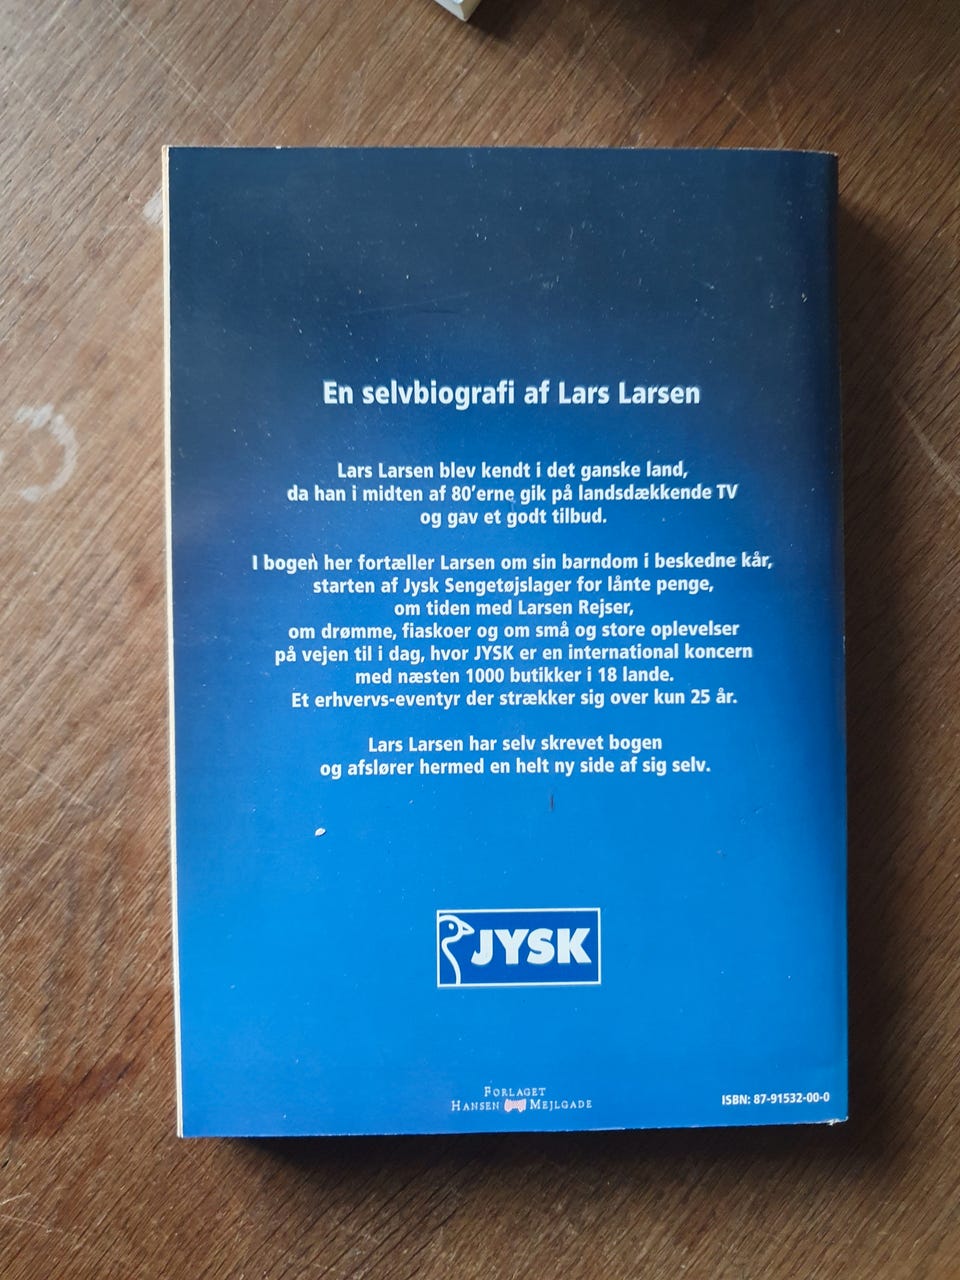 En selvbiografi af Lars Larsen
Lars Larsen blev kendt i det ganske land,
da han i midten af 80'erne gik på landsdækkende TV
og gav et godt tilbud.
I bogen her fortæller Larsen om sin barndom i beskedne kår,
starten af Jysk Sengetøjslager for lånte penge,
om tiden med Larsen Rejser,
om drømme, fiaskoer og om små og store oplevelser
på vejen til i dag, hvor JYSK er en international koncern
med næsten 1000 butikker i 18 lande.
Et erhvervs-eventyr der strækker sig over kun 25 år.
Lars Larsen har selv skrevet bogen
og afslører hermed en helt ny side af sig selv.
JYSK
FORLAGET
HANSEN MEJLGADE
ISBN: 87-91532-00-0